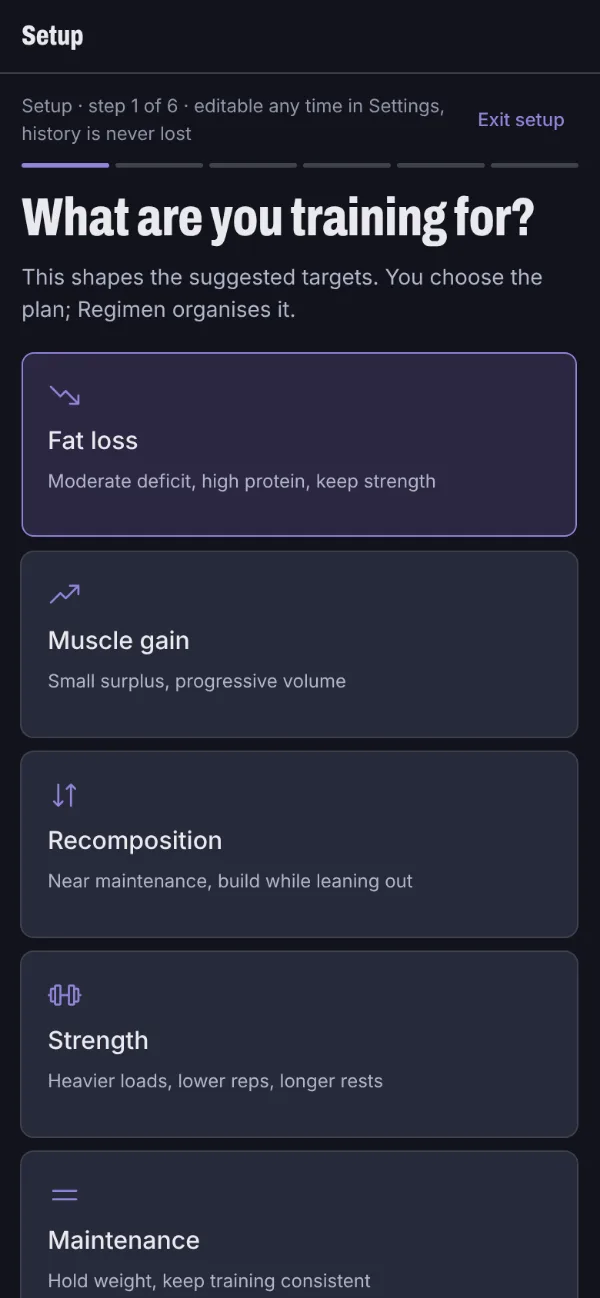 Setup
Setup · step 1 of 6 · editable any time in Settings,
history is never lost
Exit setup
What are you training for?
This shapes the suggested targets. You choose the
plan; Regimen organises it.
Fat loss
Moderate deficit, high protein, keep strength
Muscle gain
Small surplus, progressive volume
Recomposition
Near maintenance, build while leaning out
Strength
Heavier loads, lower reps, longer rests
Maintenance
Hold weight, keep training consistent